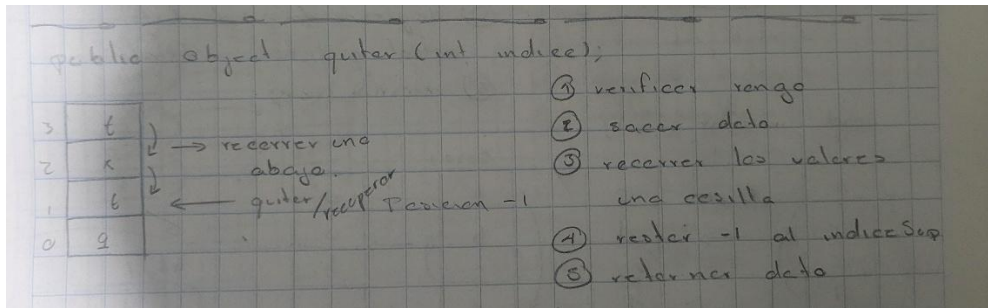 public object quitar (int indice);
① verificar rango
② sacar dato
③ recorrer los valores
una casilla
④ restar -1 al indiceSup
⑤ retornar dato
3 t
2 x
1 t
0 g
→ recorrer una
abajo.
← quitar/recuperar Posicion -1